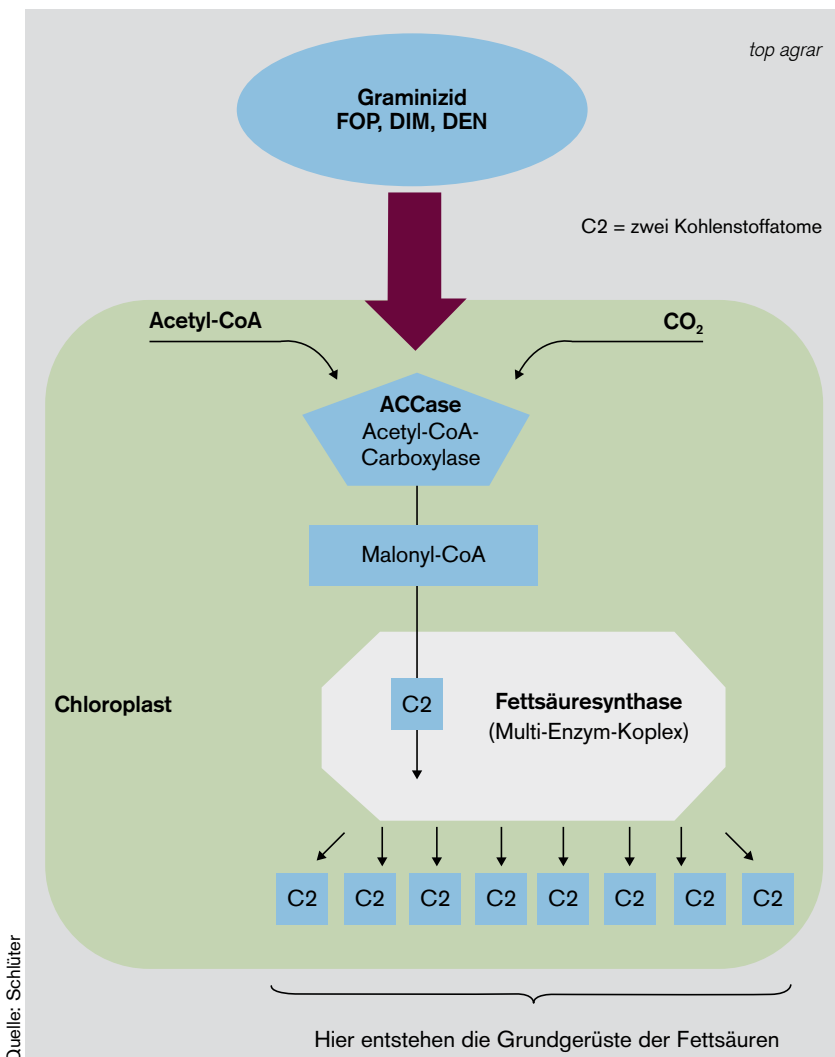 top agrar
Graminizid
FOP, DIM, DEN
C2 = zwei Kohlenstoffatome
Acetyl-CoA
CO₂
ACCase
Acetyl-CoA-
Carboxylase
Malonyl-CoA
Chloroplast
C2
Fettsäuresynthase
(Multi-Enzym-Koplex)
C2 C2 C2 C2 C2 C2 C2 C2
Hier entstehen die Grundgerüste der Fettsäuren
Quelle: Schlüter